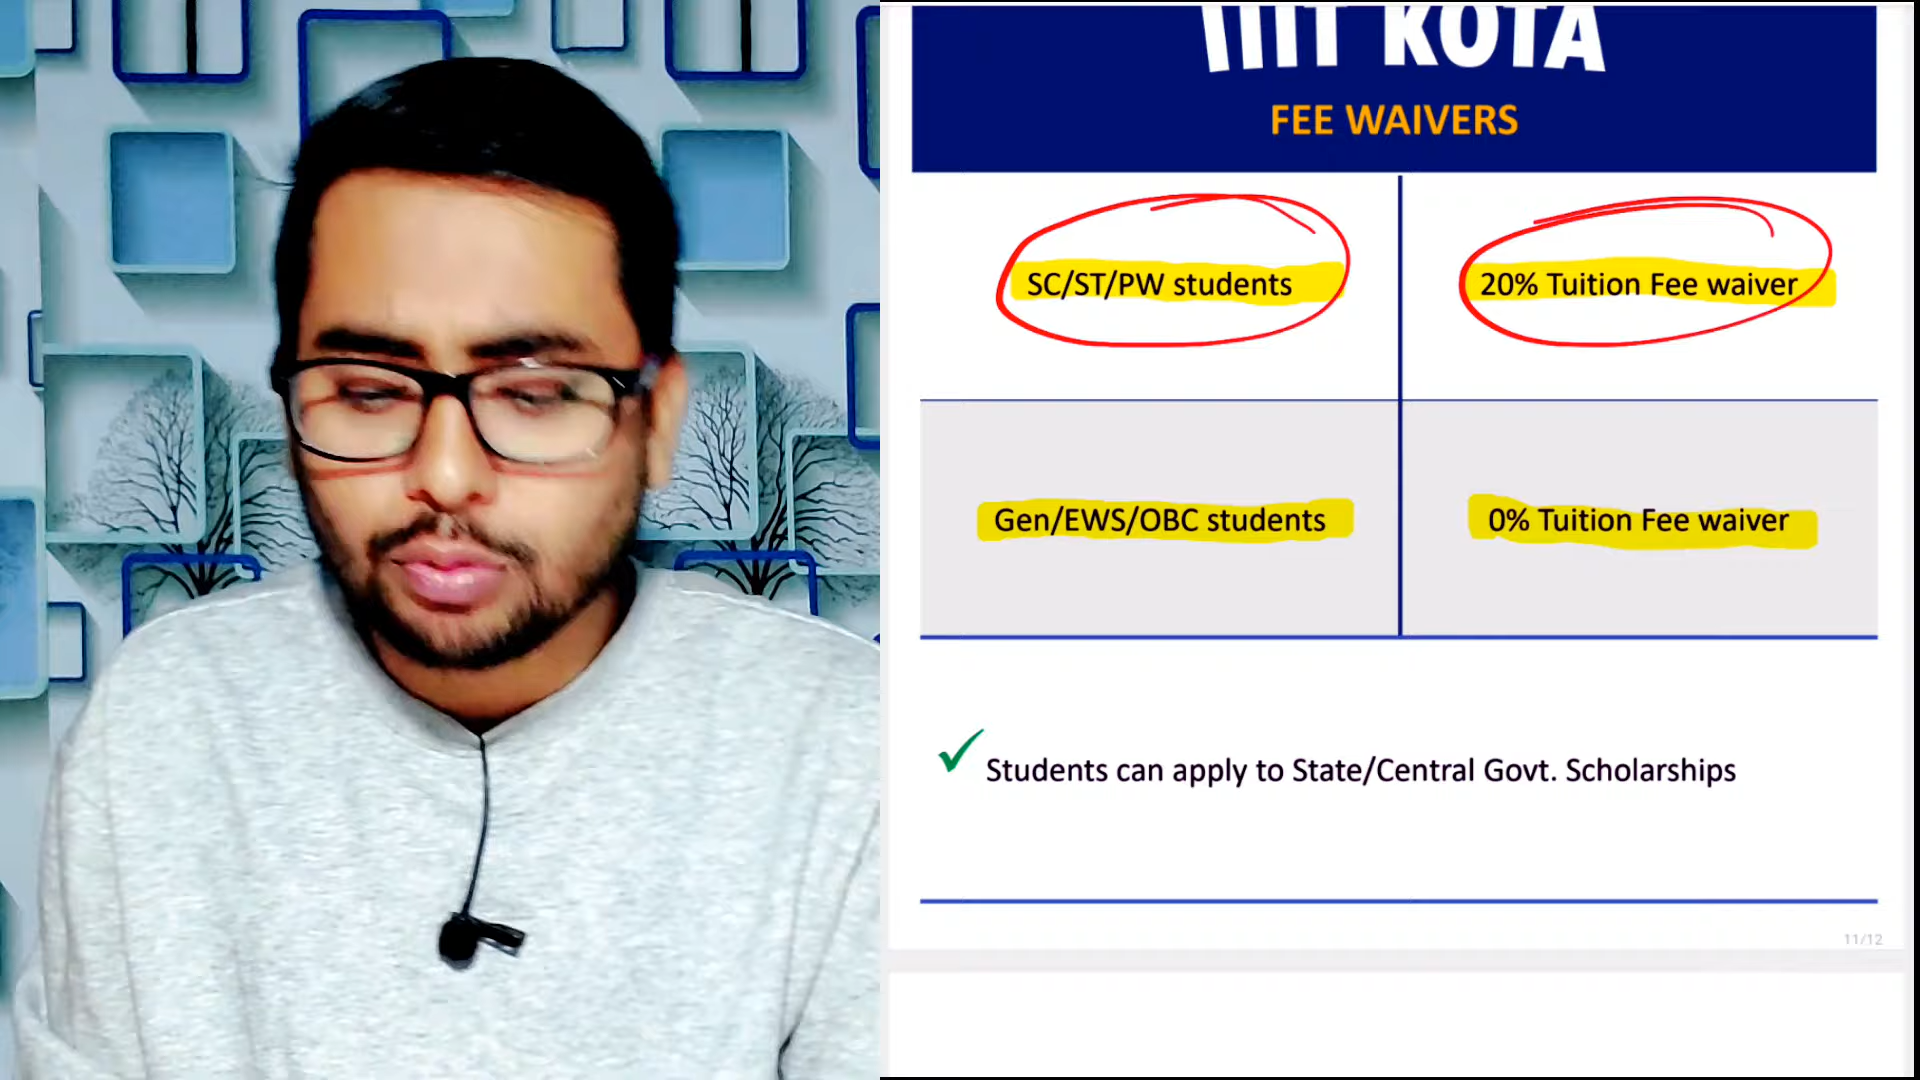 IIIT KOTA
FEE WAIVERS
SC/ST/PW students
20% Tuition Fee waiver
Gen/EWS/OBC students
0% Tuition Fee waiver
Students can apply to State/Central Govt. Scholarships
11/12